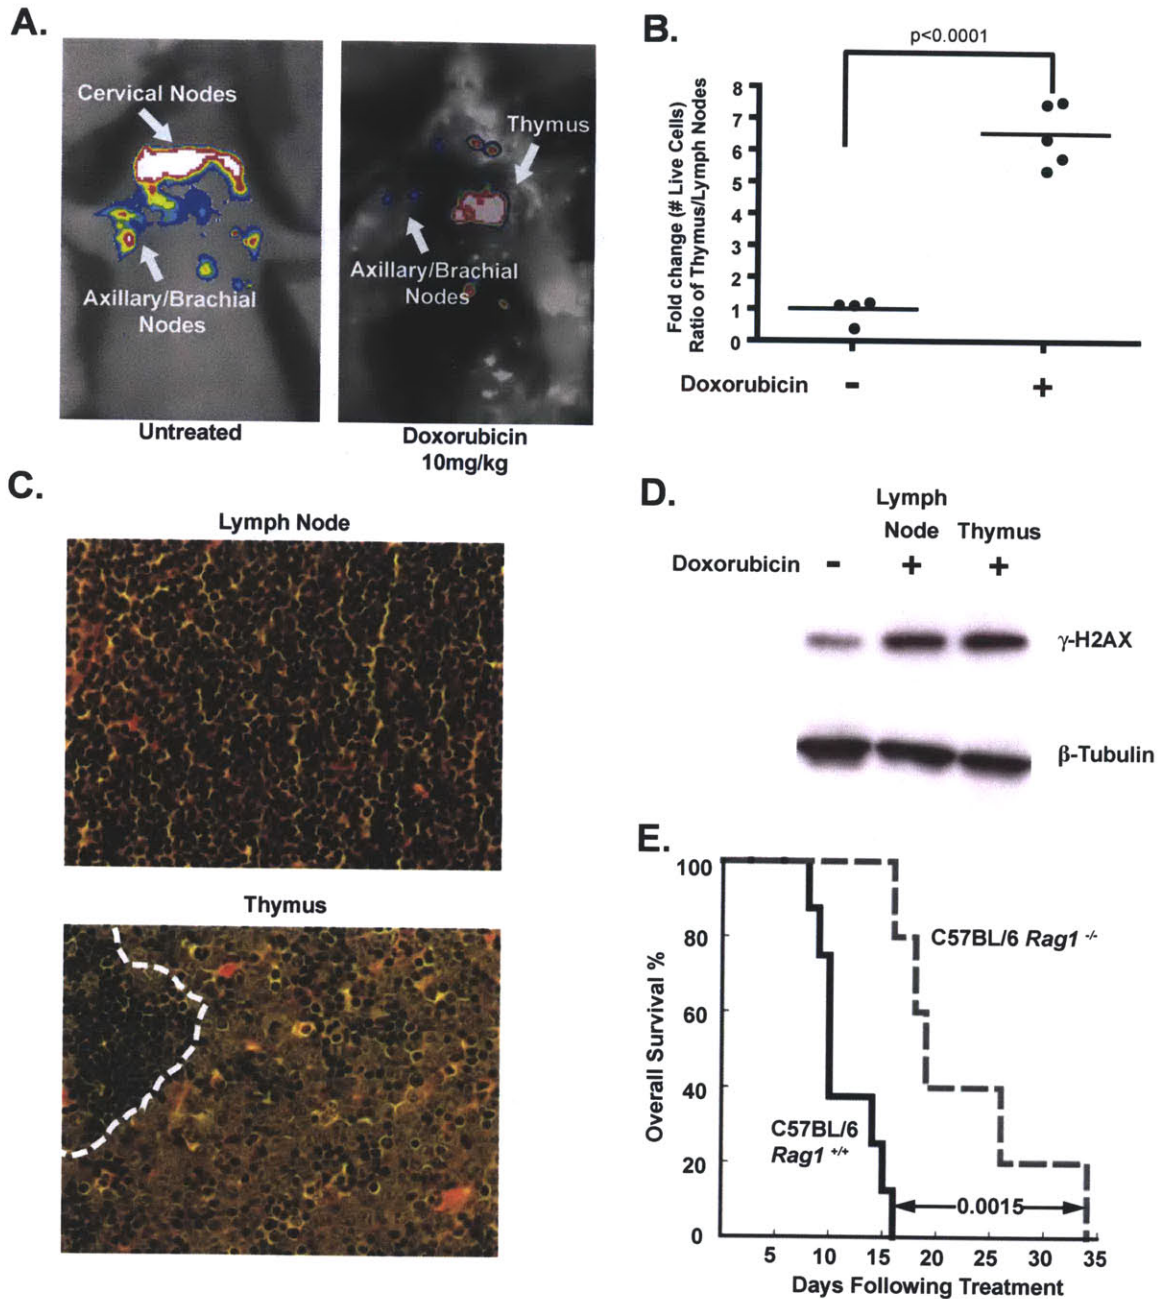 A.
Cervical Nodes
Axillary/Brachial
Nodes
Untreated
Thymus
Axillary/Brachial
Nodes
Doxorubicin
10mg/kg
B.
p<0.0001
Fold change (# Live Cells)
Ratio of Thymus/Lymph Nodes
8
7
6
5
4
3
2
1
0
Doxorubicin - +
C.
Lymph Node
Thymus
D.
Lymph
Node Thymus
Doxorubicin - + +
γ-H2AX
β-Tubulin
E.
Overall Survival %
100
80
60
40
20
0
C57BL/6 Rag1 -/-
C57BL/6
Rag1 +/+
0.0015
5 10 15 20 25 30 35
Days Following Treatment